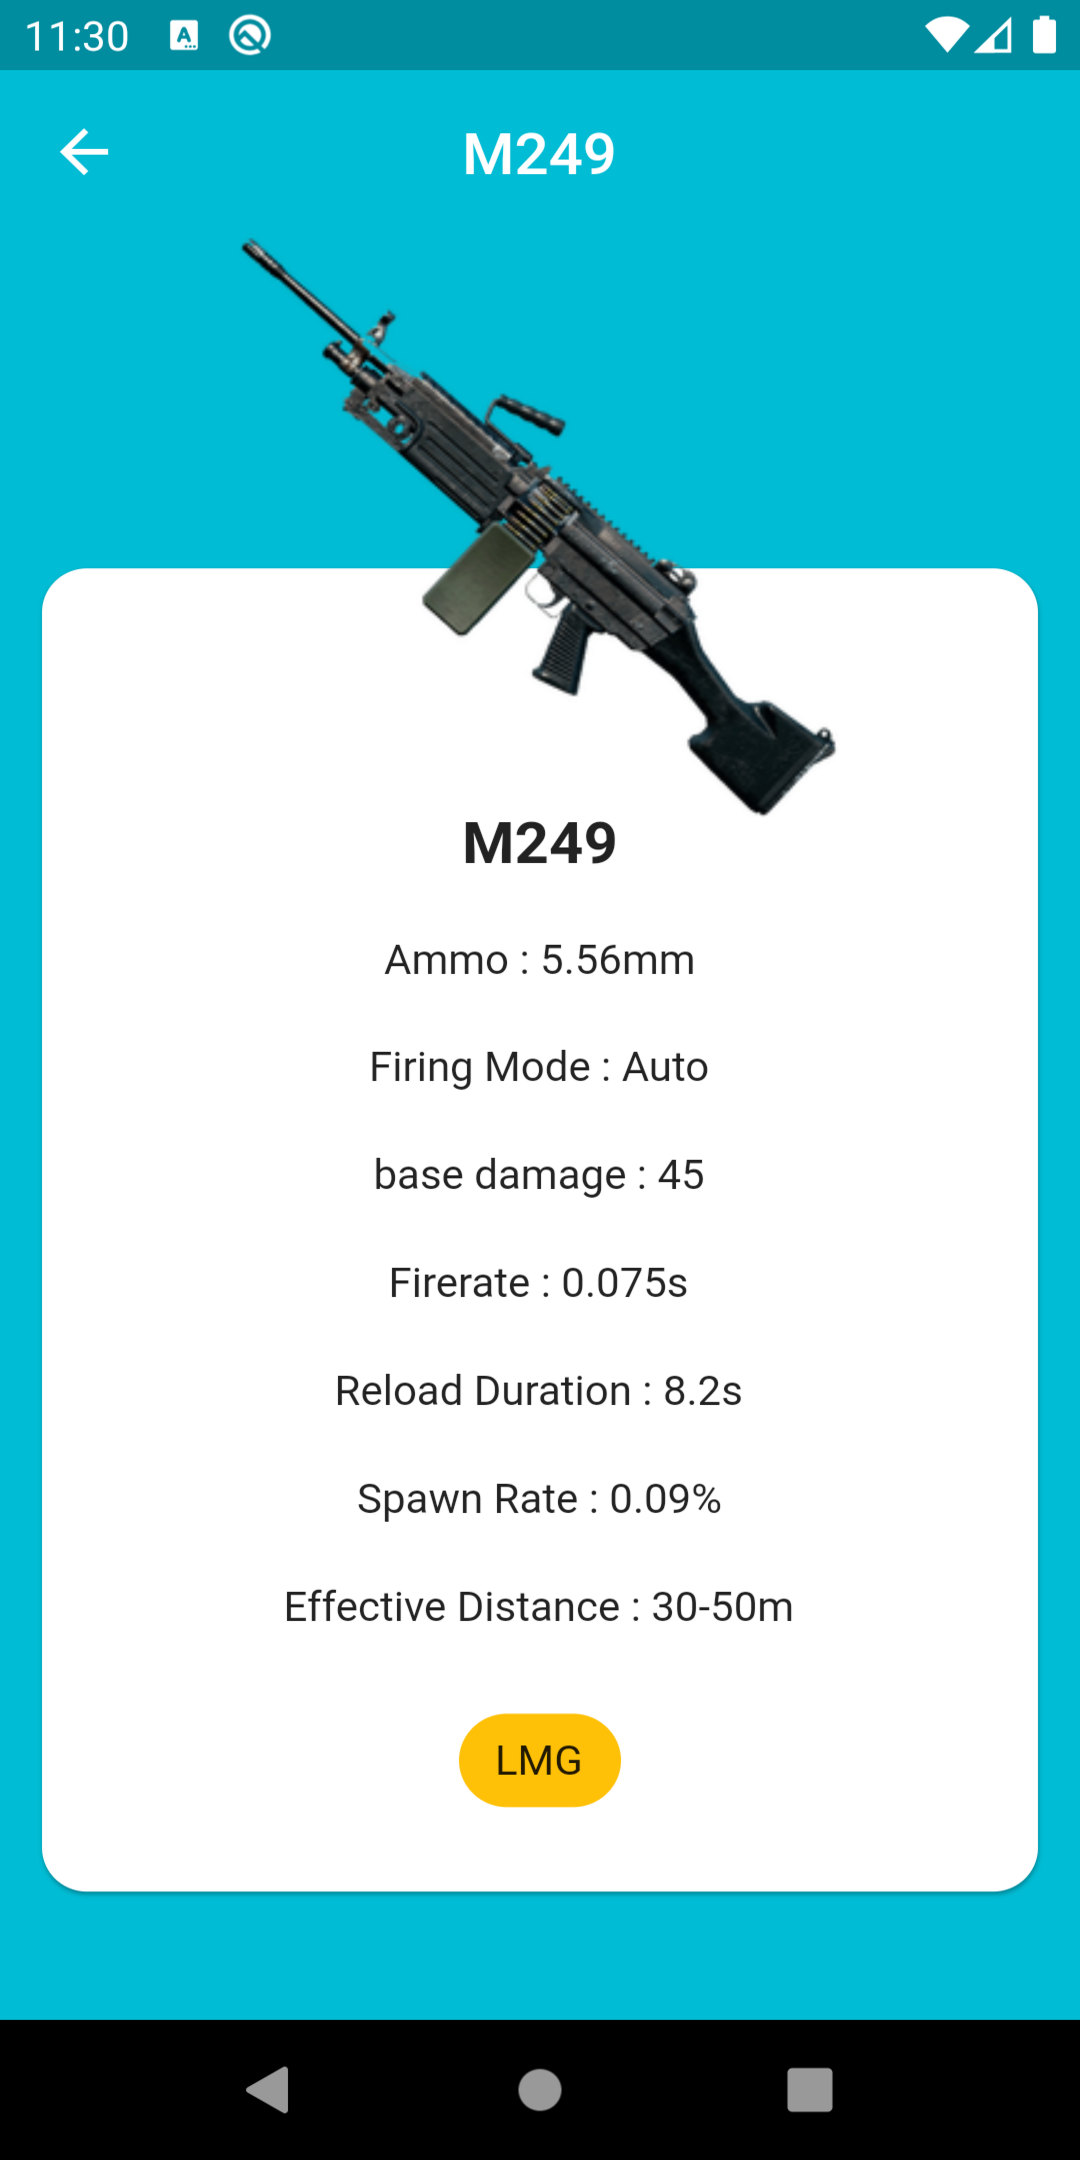 11:30
M249
M249
Ammo : 5.56mm
Firing Mode : Auto
base damage : 45
Firerate : 0.075s
Reload Duration : 8.2s
Spawn Rate : 0.09%
Effective Distance : 30-50m
LMG